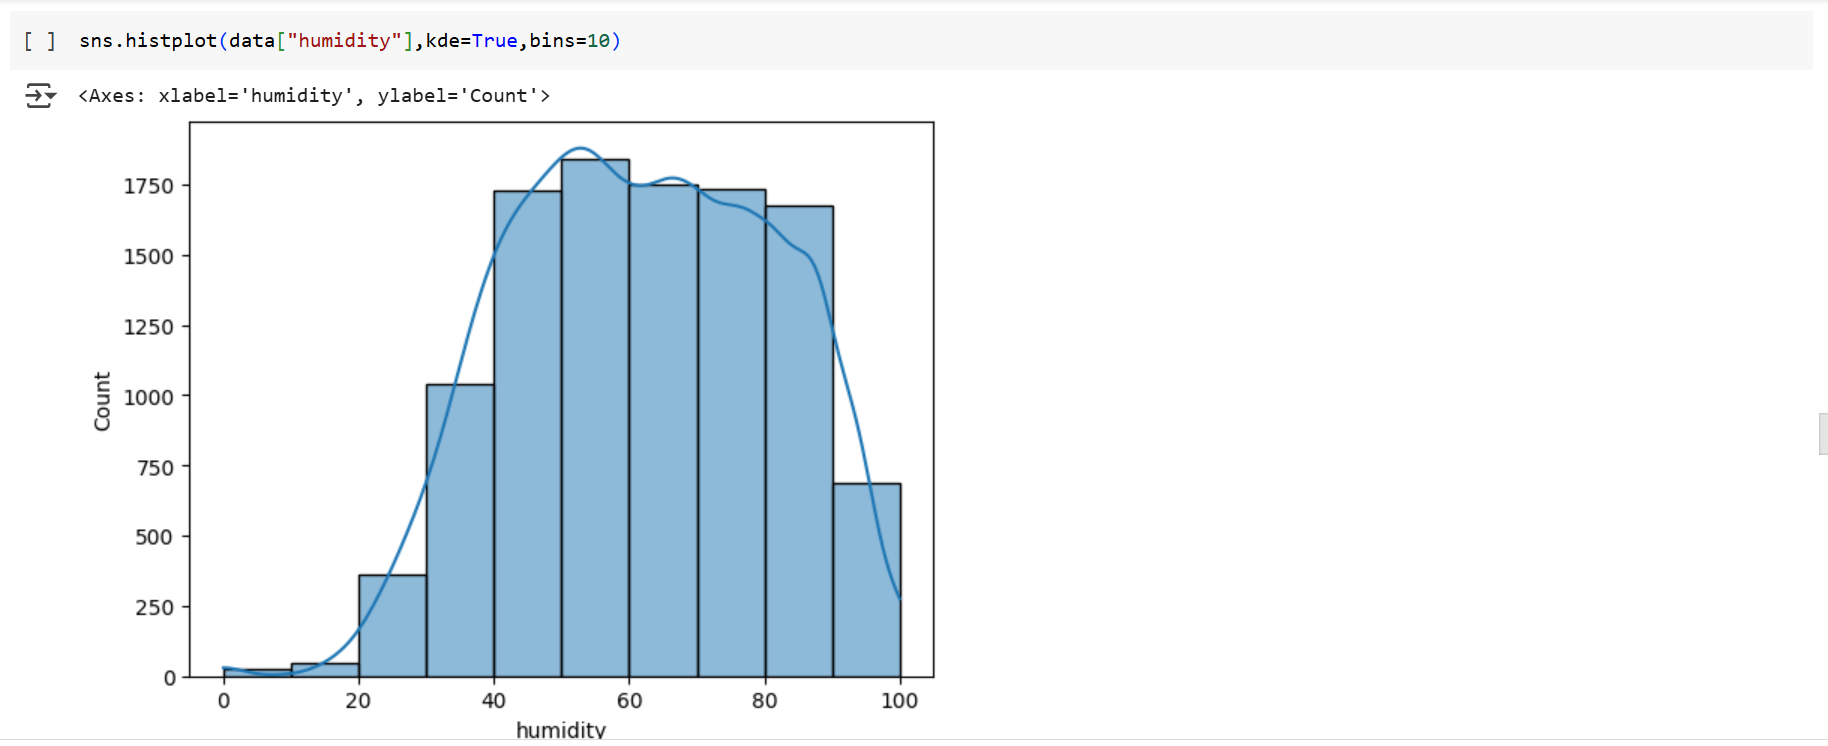 [ ] sns.histplot(data["humidity"],kde=True,bins=10)
<Axes: xlabel='humidity', ylabel='Count'>
1750
1500
1250
1000
750
500
250
0
Count
0 20 40 60 80 100
humidity